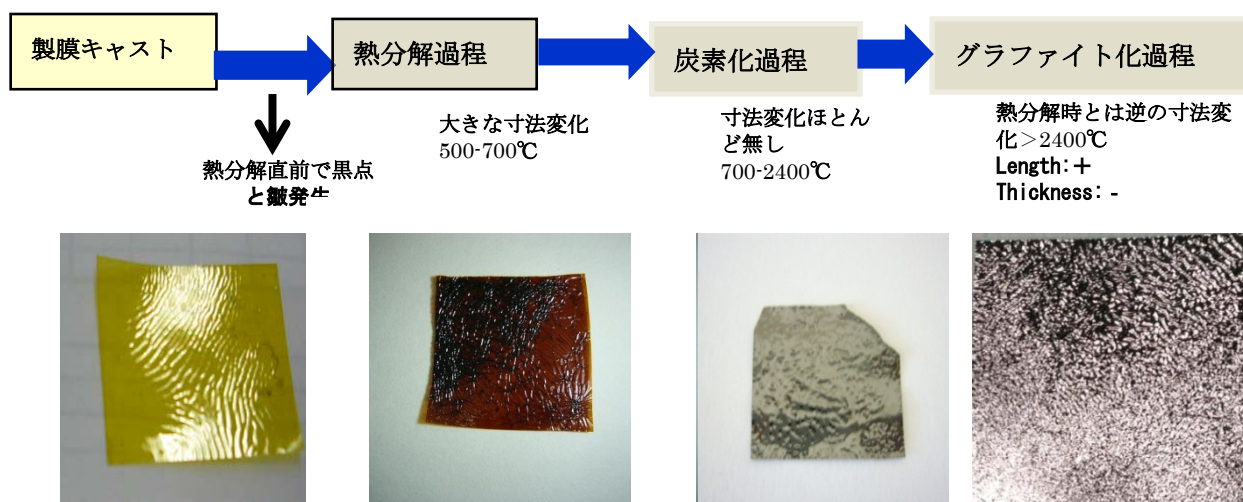 製膜キャスト
熱分解過程
炭素化過程
グラファイト化過程
熱分解直前で黒点
と皺発生
大きな寸法変化
500-700℃
寸法変化ほとん
ど無し
700-2400℃
熱分解時とは逆の寸法変
化＞2400℃
Length:＋
Thickness: -